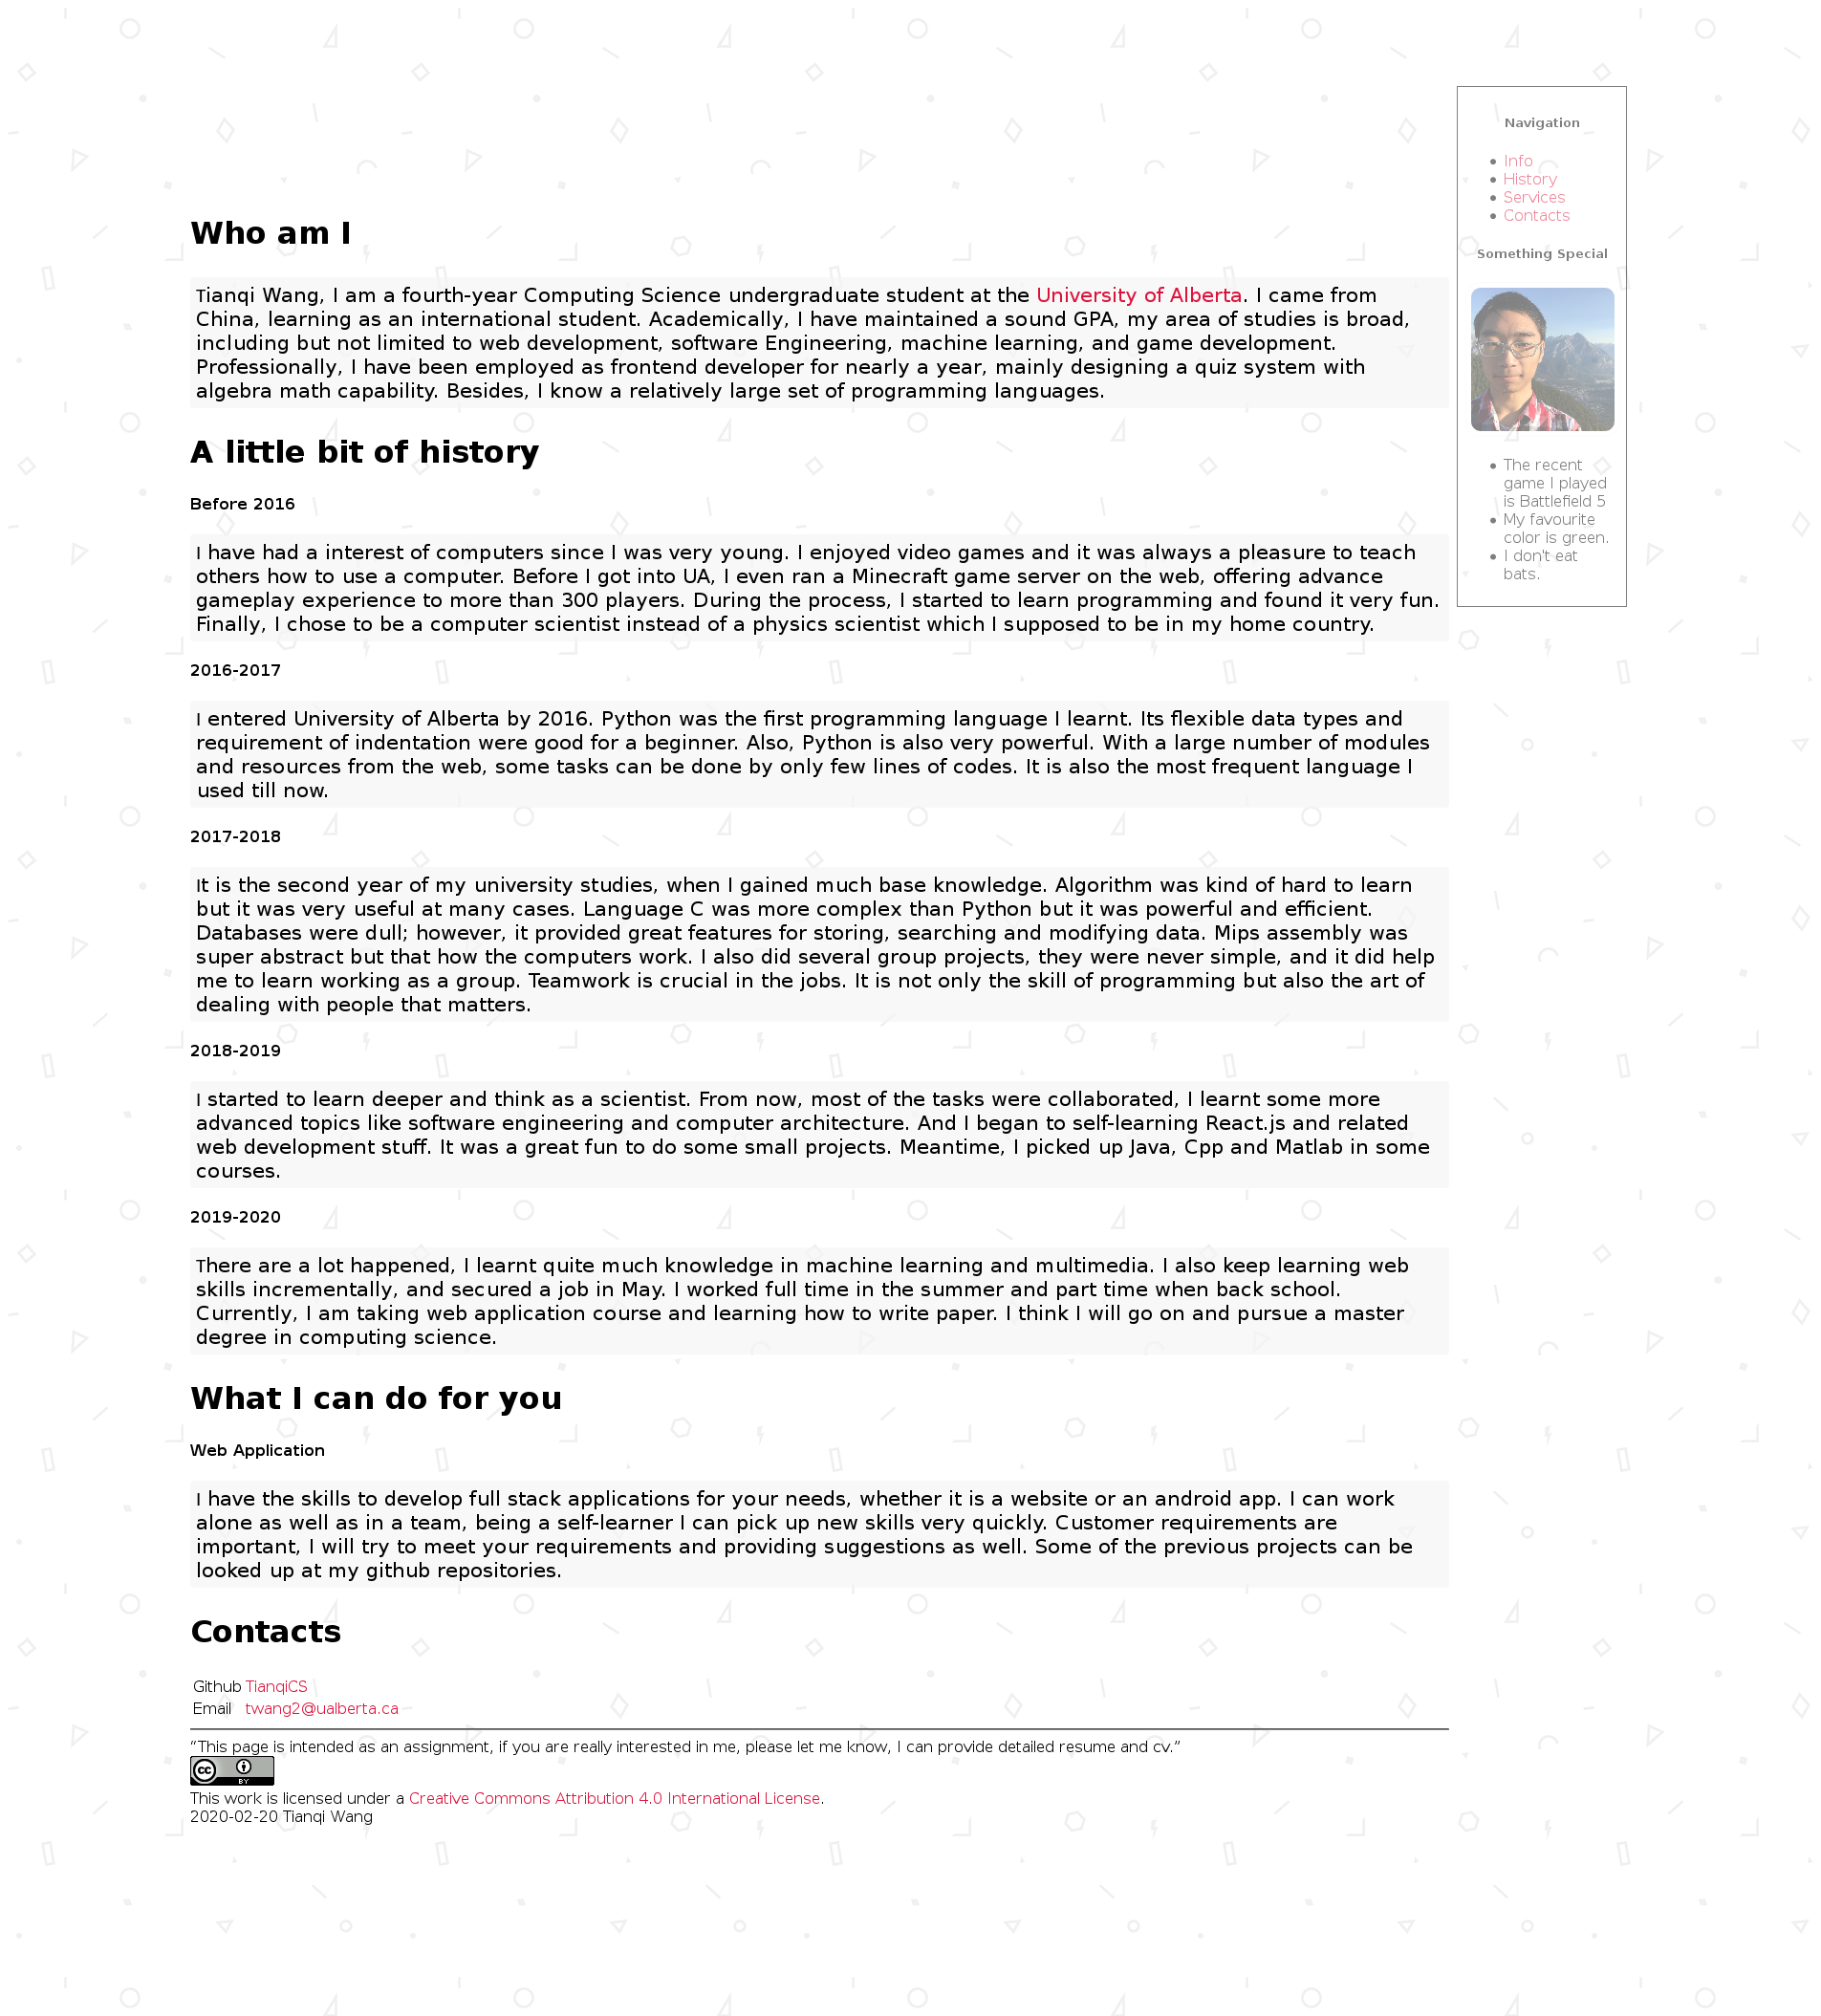 Who am I
Tianqi Wang, I am a fourth-year Computing Science undergraduate student at the University of Alberta. I came from
China, learning as an international student. Academically, I have maintained a sound GPA, my area of studies is broad,
including but not limited to web development, software Engineering, machine learning, and game development.
Professionally, I have been employed as frontend developer for nearly a year, mainly designing a quiz system with
algebra math capability. Besides, I know a relatively large set of programming languages.
A little bit of history
Before 2016
I have had a interest of computers since I was very young. I enjoyed video games and it was always a pleasure to teach
others how to use a computer. Before I got into UA, I even ran a Minecraft game server on the web, offering advance
gameplay experience to more than 300 players. During the process, I started to learn programming and found it very fun.
Finally, I chose to be a computer scientist instead of a physics scientist which I supposed to be in my home country.
2016-2017
I entered University of Alberta by 2016. Python was the first programming language I learnt. Its flexible data types and
requirement of indentation were good for a beginner. Also, Python is also very powerful. With a large number of modules
and resources from the web, some tasks can be done by only few lines of codes. It is also the most frequent language I
used till now.
2017-2018
It is the second year of my university studies, when I gained much base knowledge. Algorithm was kind of hard to learn
but it was very useful at many cases. Language C was more complex than Python but it was powerful and efficient.
Databases were dull; however, it provided great features for storing, searching and modifying data. Mips assembly was
super abstract but that how the computers work. I also did several group projects, they were never simple, and it did help
me to learn working as a group. Teamwork is crucial in the jobs. It is not only the skill of programming but also the art of
dealing with people that matters.
2018-2019
I started to learn deeper and think as a scientist. From now, most of the tasks were collaborated, I learnt some more
advanced topics like software engineering and computer architecture. And I began to self-learning React.js and related
web development stuff. It was a great fun to do some small projects. Meantime, I picked up Java, Cpp and Matlab in some
courses.
2019-2020
There are a lot happened, I learnt quite much knowledge in machine learning and multimedia. I also keep learning web
skills incrementally, and secured a job in May. I worked full time in the summer and part time when back school.
Currently, I am taking web application course and learning how to write paper. I think I will go on and pursue a master
degree in computing science.
What I can do for you
Web Application
I have the skills to develop full stack applications for your needs, whether it is a website or an android app. I can work
alone as well as in a team, being a self-learner I can pick up new skills very quickly. Customer requirements are
important, I will try to meet your requirements and providing suggestions as well. Some of the previous projects can be
looked up at my github repositories.
Contacts
Github TianqiCS
Email twang2@ualberta.ca
“This page is intended as an assignment, if you are really interested in me, please let me know, I can provide detailed resume and cv.”
cc BY
This work is licensed under a Creative Commons Attribution 4.0 International License.
2020-02-20 Tianqi Wang
Navigation
Info
History
Services
Contacts
Something Special
The recent
game I played
is Battlefield 5
My favourite
color is green.
I don't eat
bats.